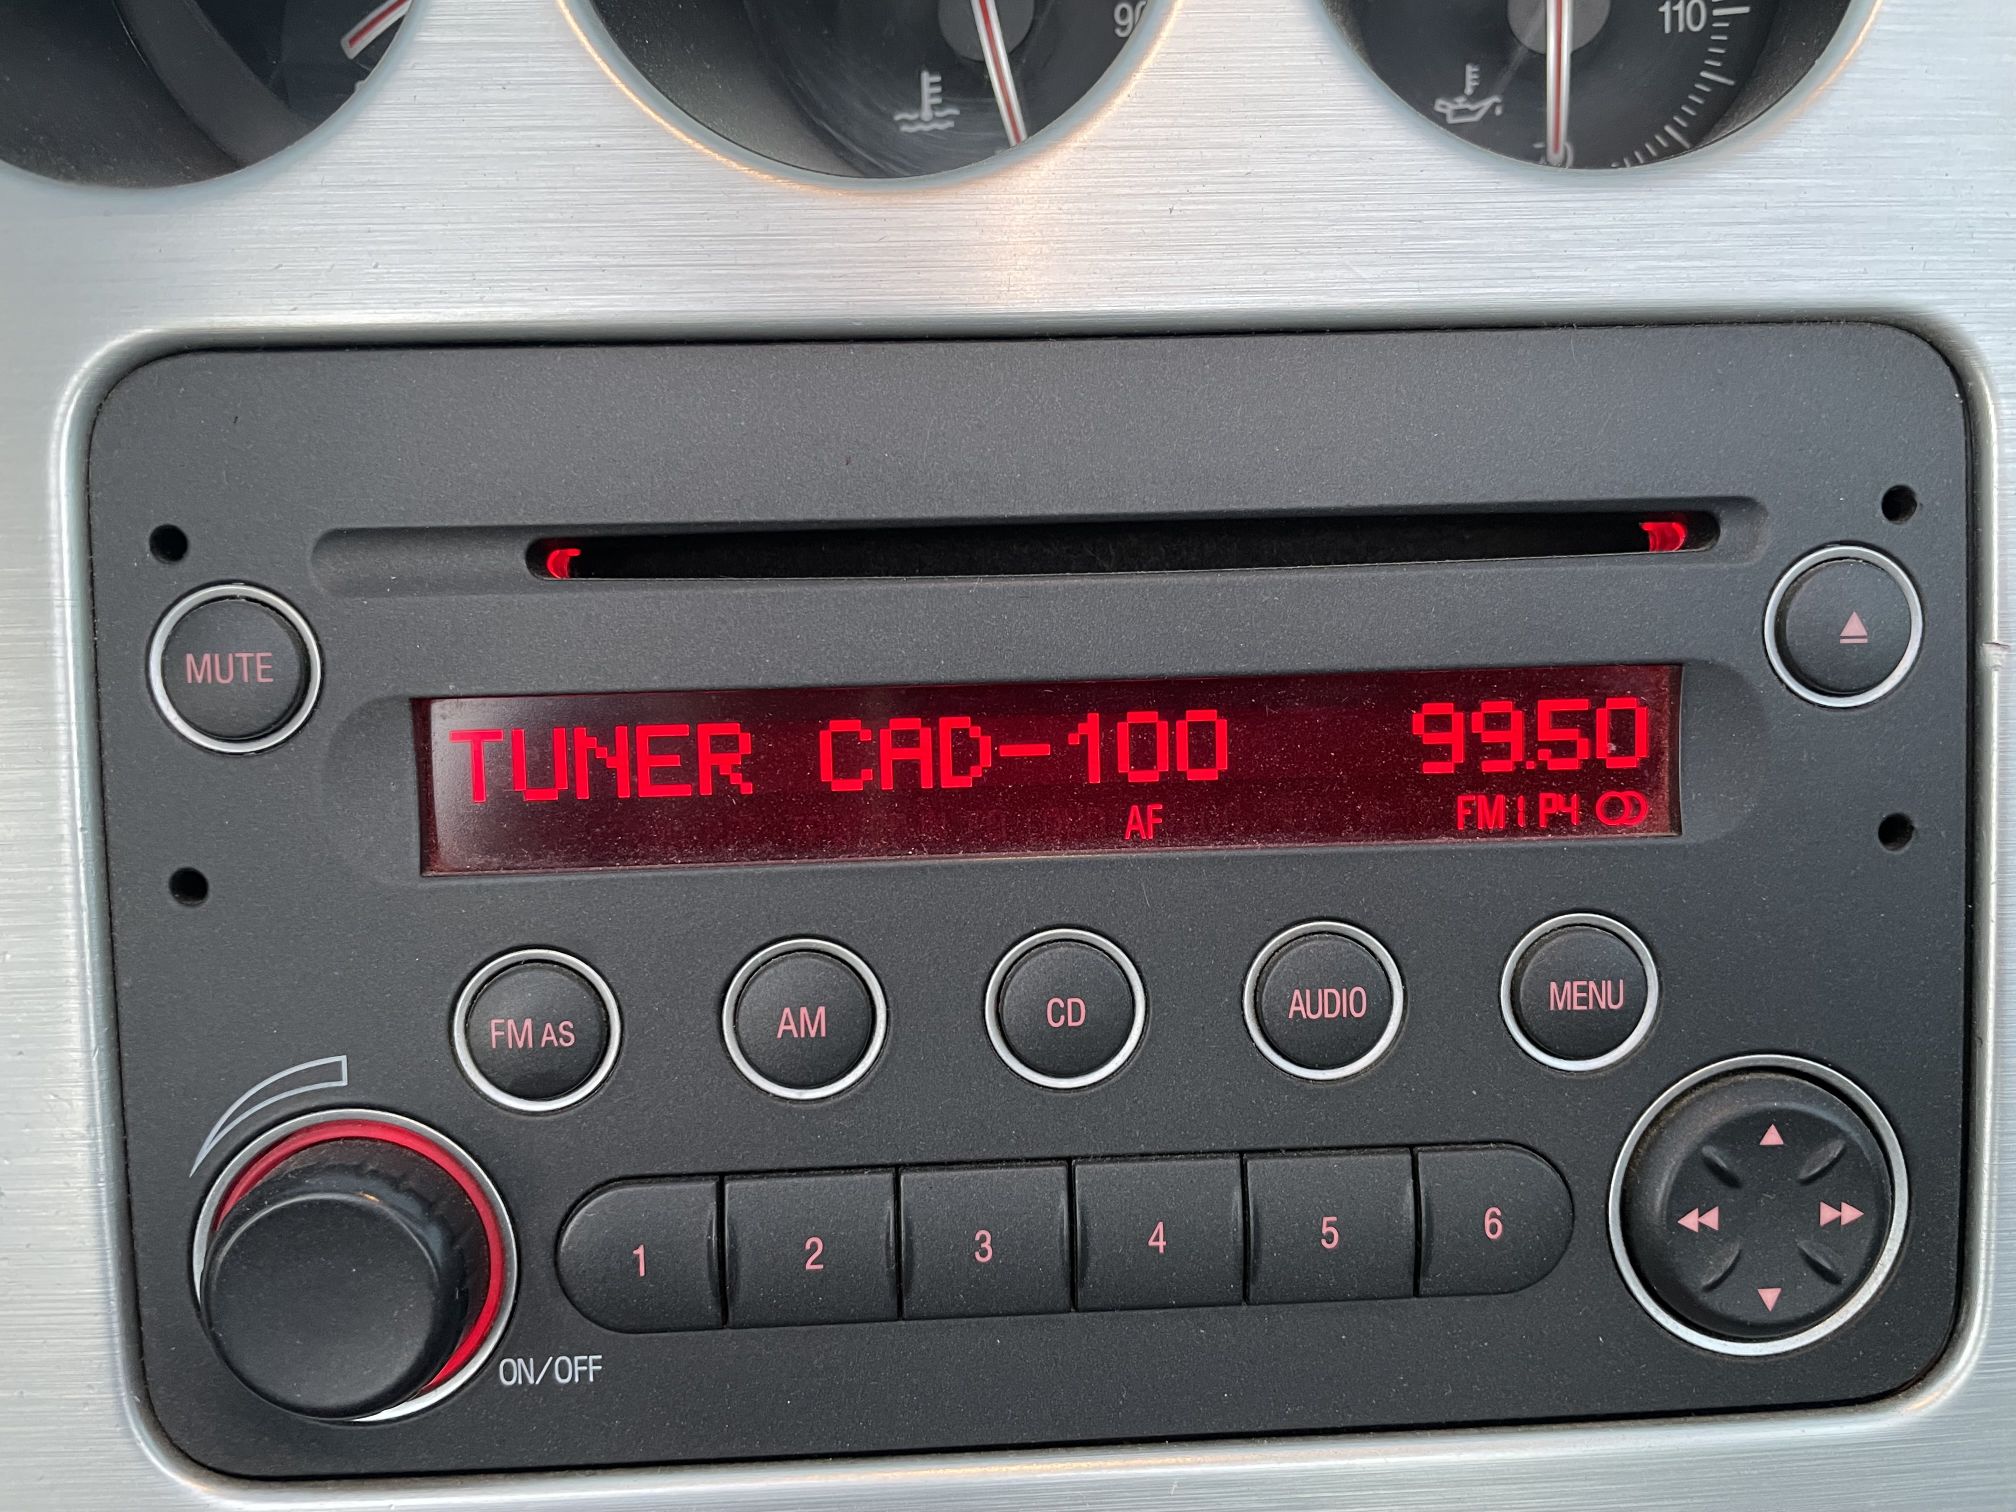 110
MUTE
TUNER CAD-100 99.50
AF FM1 P4
FM AS AM CD AUDIO MENU
1 2 3 4 5 6
ON/OFF